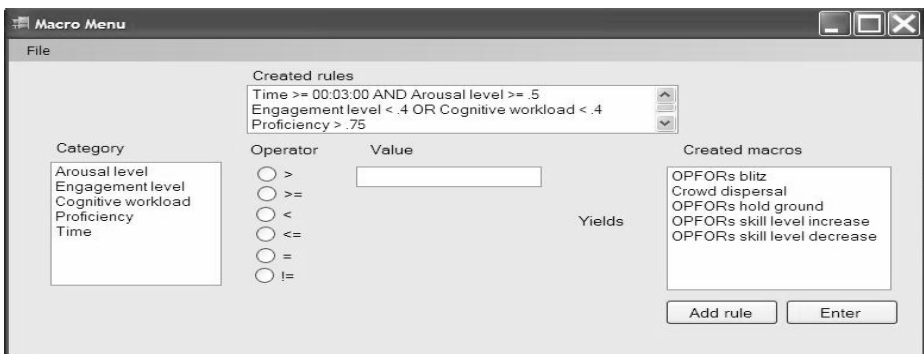 Macro Menu
File
Created rules
Time >= 00:03:00 AND Arousal level >= .5
Engagement level < .4 OR Cognitive workload < .4
Proficiency > .75
Category
Arousal level
Engagement level
Cognitive workload
Proficiency
Time
Operator
>
>=
<
<=
=
!=
Value
Yields
Created macros
OPFORs blitz
Crowd dispersal
OPFORs hold ground
OPFORs skill level increase
OPFORs skill level decrease
Add rule
Enter